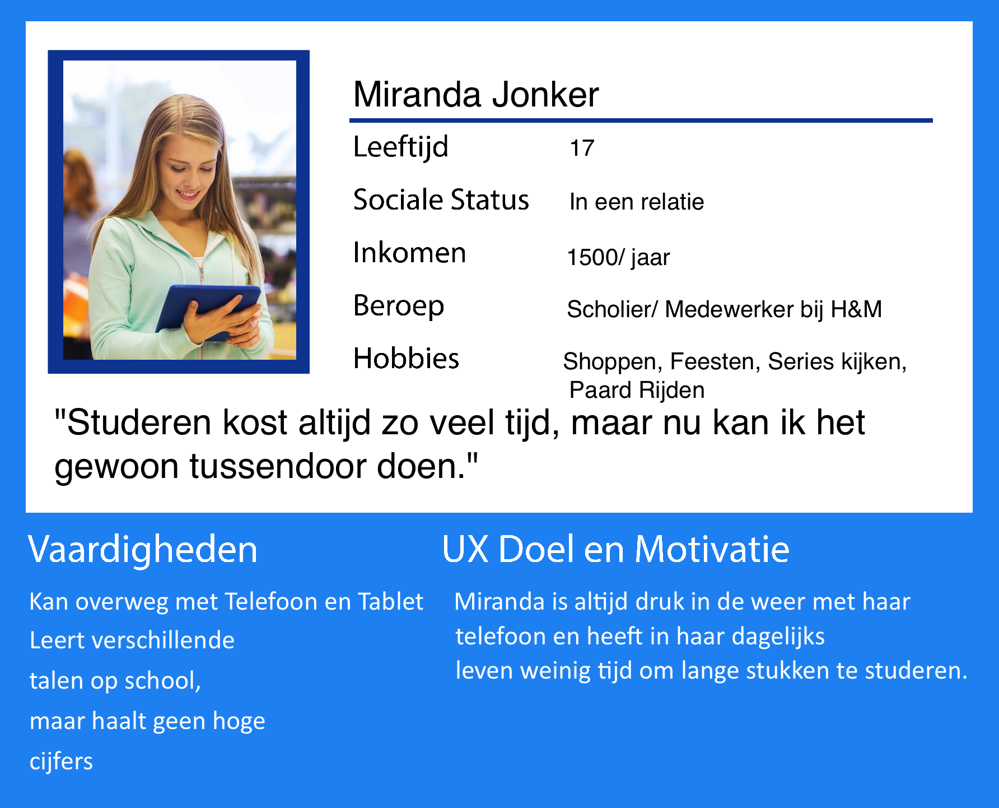 Miranda Jonker
Leeftijd 17
Sociale Status In een relatie
Inkomen 1500/ jaar
Beroep Scholier/ Medewerker bij H&M
Hobbies Shoppen, Feesten, Series kijken,
Paard Rijden
"Studeren kost altijd zo veel tijd, maar nu kan ik het
gewoon tussendoor doen."
Vaardigheden
Kan overweg met Telefoon en Tablet
Leert verschillende
talen op school,
maar haalt geen hoge
cijfers
UX Doel en Motivatie
Miranda is altijd druk in de weer met haar
telefoon en heeft in haar dagelijks
leven weinig tijd om lange stukken te studeren.